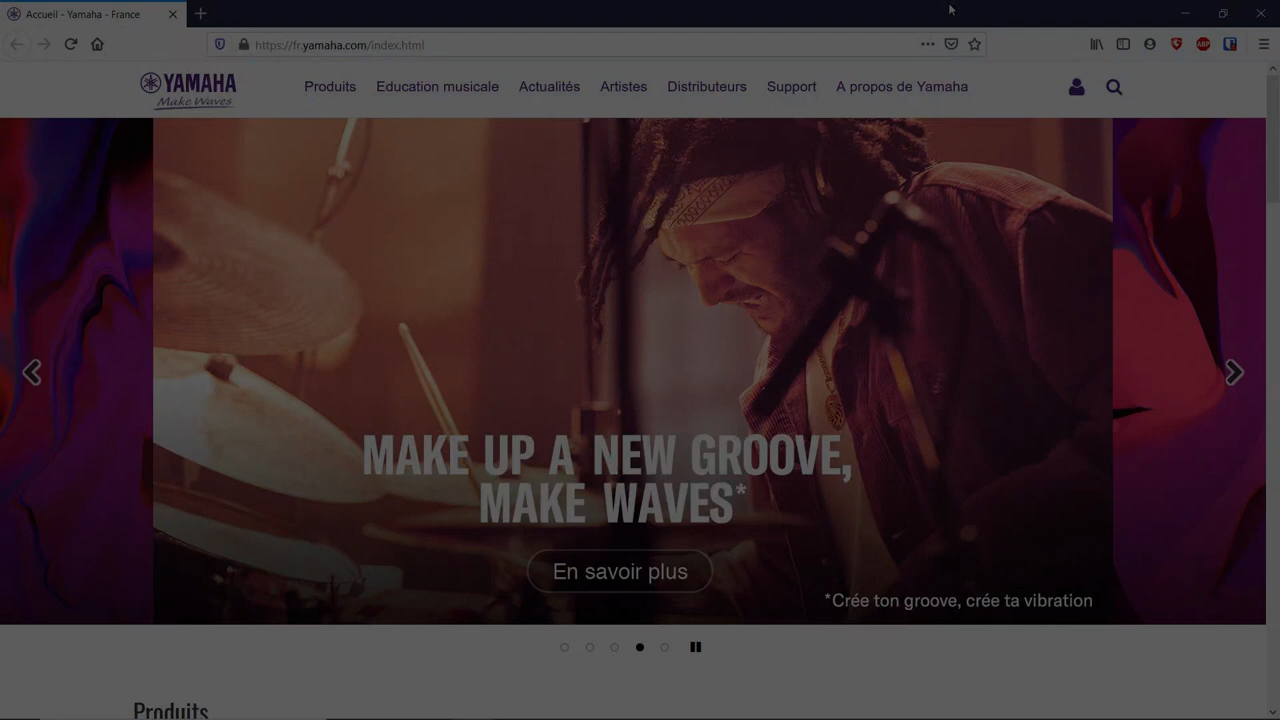 Accueil - Yamaha - France
https://fr.yamaha.com/index.html
ABP
YAMAHA
Make Waves
Produits
Education musicale
Actualités
Artistes
Distributeurs
Support
A propos de Yamaha
MAKE UP A NEW GROOVE,
MAKE WAVES*
En savoir plus
*Crée ton groove, crée ta vibration
Produits